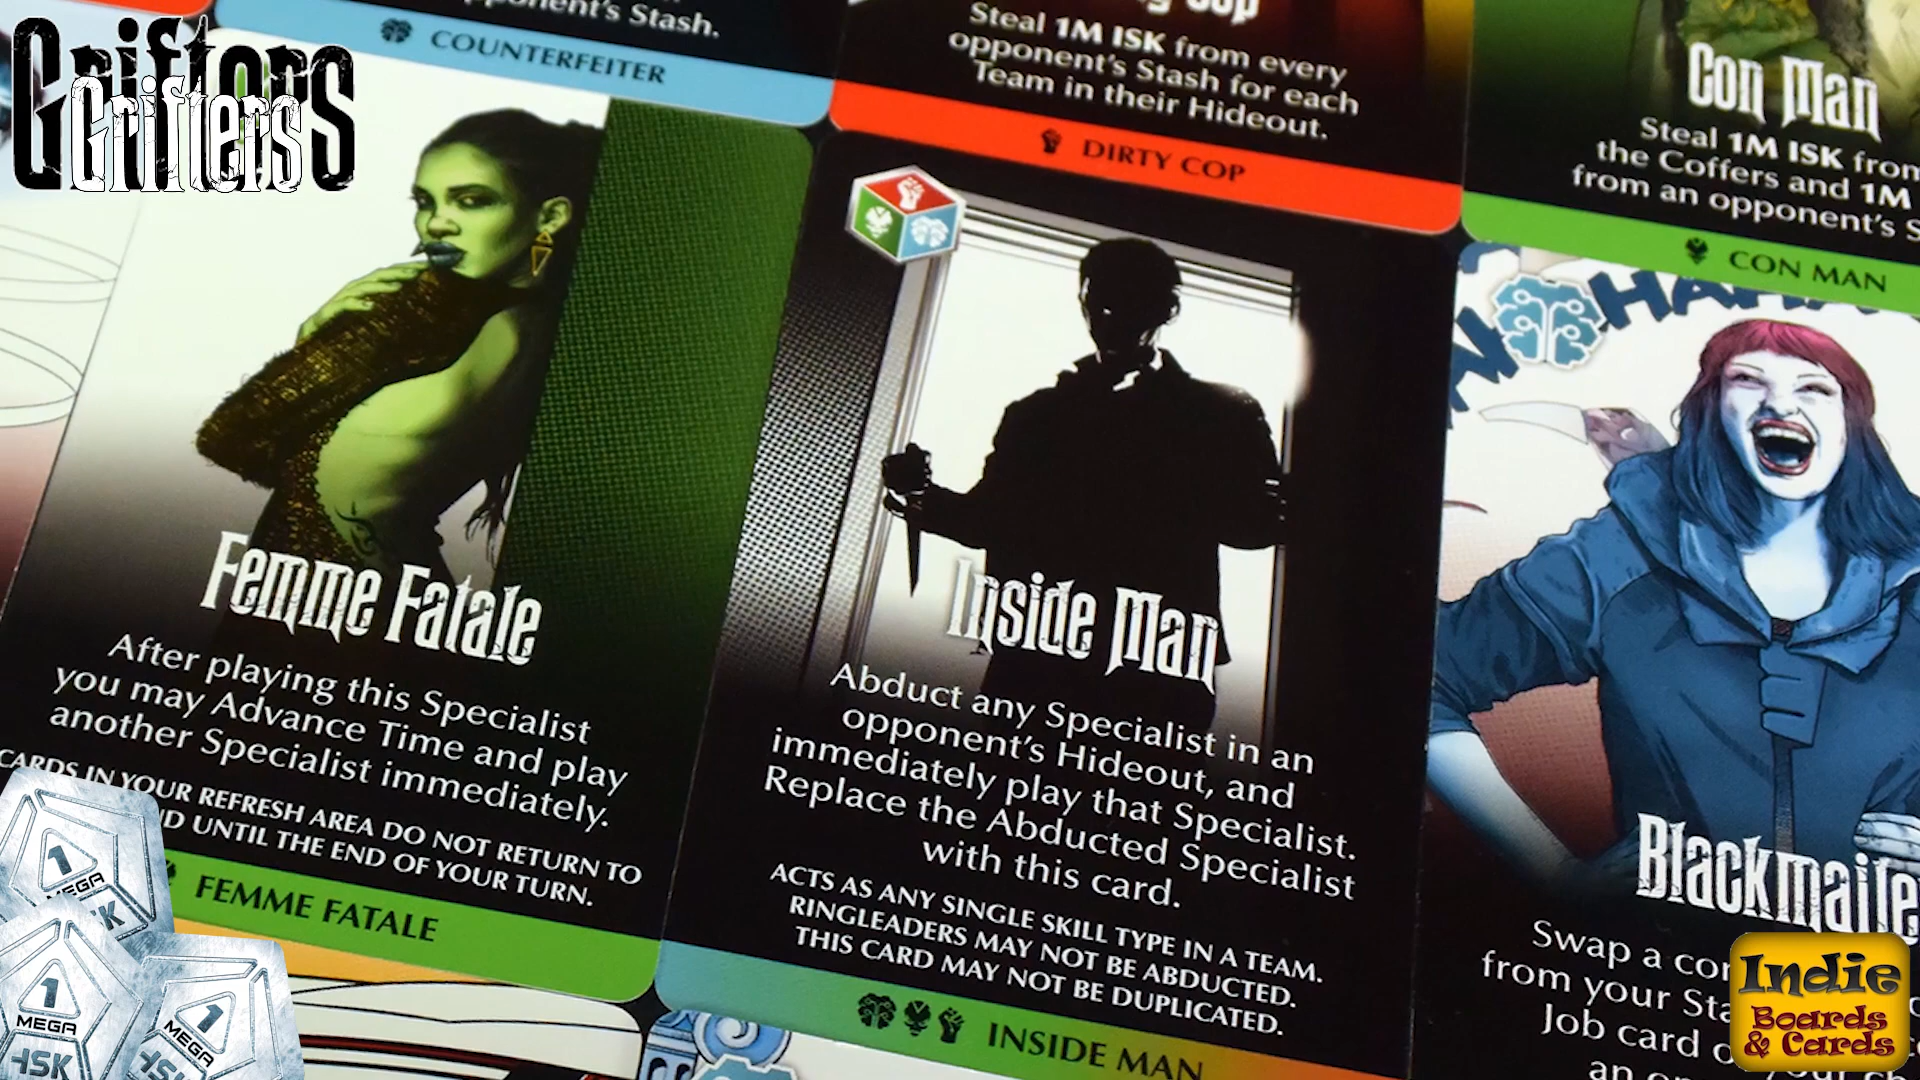 Grifters
Grifters
opponent's Stash.
COUNTERFEITER
Steal 1M ISK from every
opponent's Stash for each
Team in their Hideout.
DIRTY COP
Con Man
Steal 1M ISK from
the Coffers and 1M
from an opponent's S
CON MAN
Femme Fatale
After playing this Specialist
you may Advance Time and play
another Specialist immediately.
CARDS IN YOUR REFRESH AREA DO NOT RETURN TO
UNTIL THE END OF YOUR TURN.
FEMME FATALE
Inside Man
Abduct any Specialist in an
opponent's Hideout, and
immediately play that Specialist.
Replace the Abducted Specialist
with this card.
ACTS AS ANY SINGLE SKILL TYPE IN A TEAM.
RINGLEADERS MAY NOT BE ABDUCTED.
THIS CARD MAY NOT BE DUPLICATED.
INSIDE MAN
Blackmaile
Swap a
from your
Job card
an
1
MEGA
1
MEGA
ISK
1
MEGA
Indie
Boards
& Cards